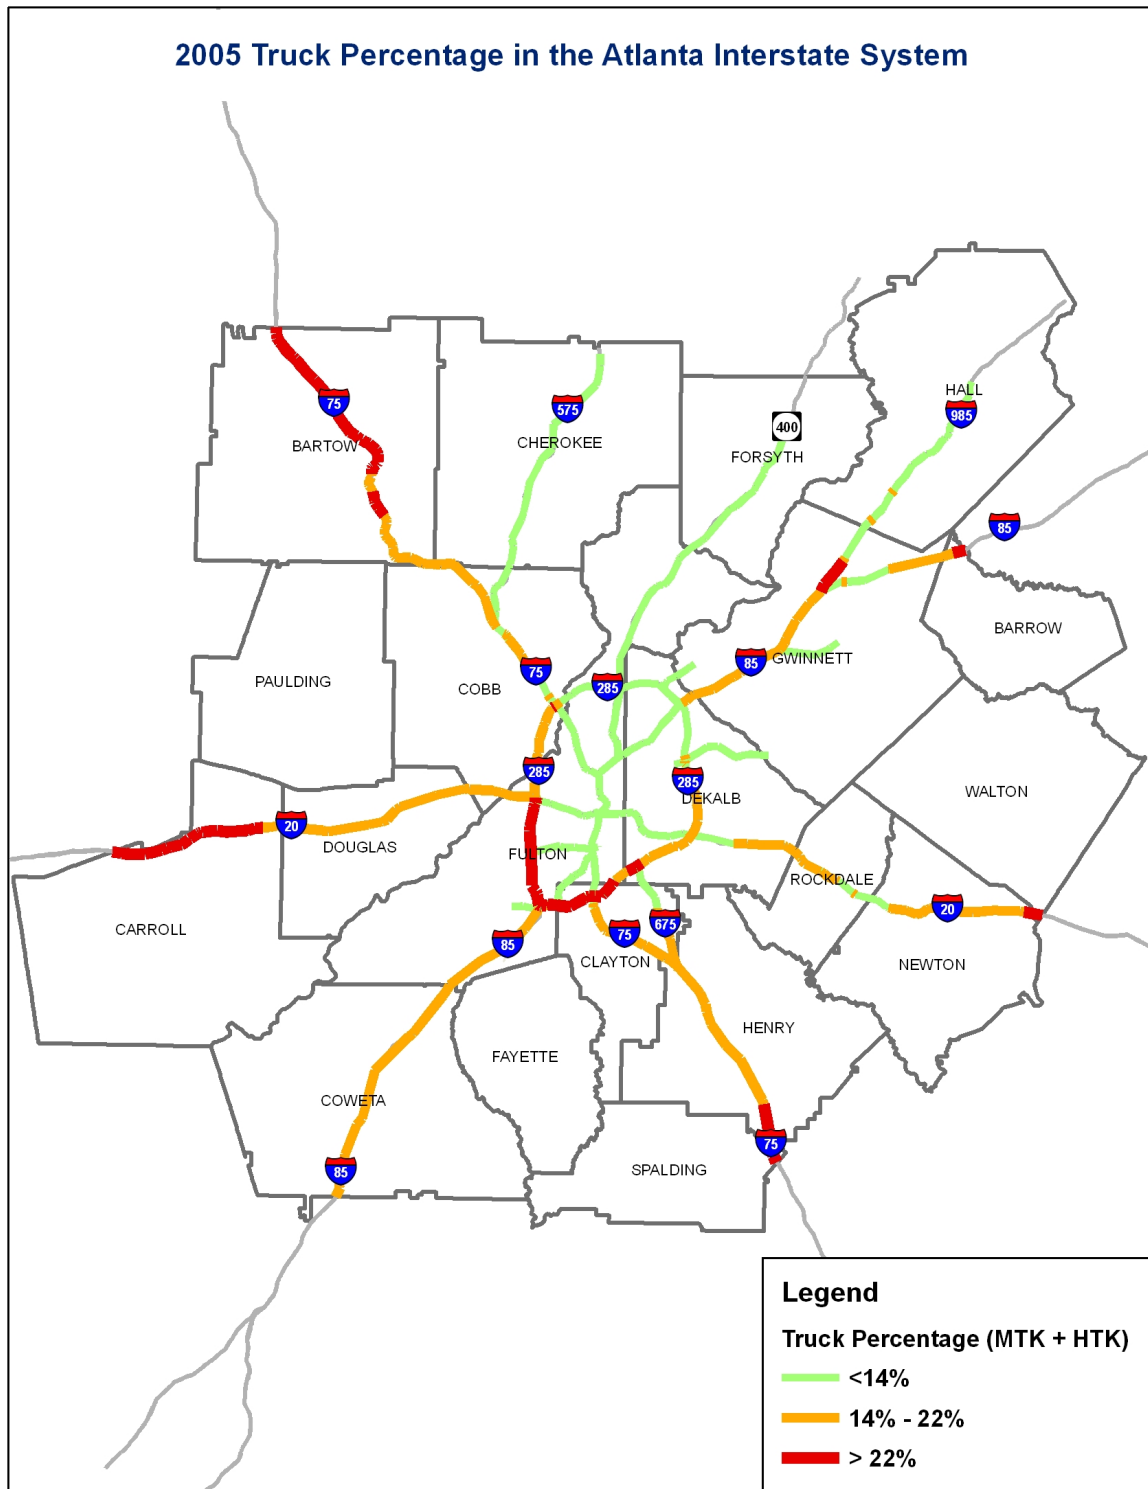 2005 Truck Percentage in the Atlanta Interstate System
HALL
75
575
985
400
BARTOW
CHEROKEE
FORSYTH
85
BARROW
75
85
GWINNETT
PAULDING
COBB
285
285
285
DEKALB
WALTON
20
DOUGLAS
FULTON
ROCKDALE
20
CARROLL
85
75
675
CLAYTON
NEWTON
HENRY
FAYETTE
COWETA
75
85
SPALDING
Legend
Truck Percentage (MTK + HTK)
<14%
14% - 22%
> 22%